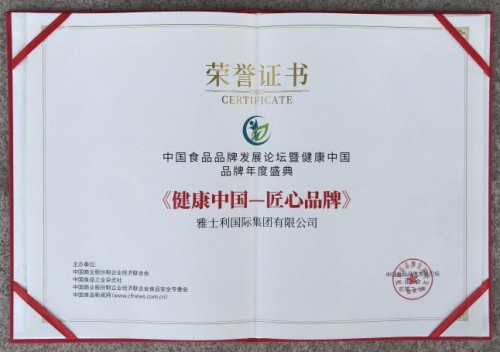 荣誉证书
CERTIFICATE
中国食品品牌发展论坛暨健康中国
品牌年度盛典
《健康中国—匠心品牌》
雅士利国际集团有限公司
主办单位:
中国商业股份制企业经济联合会
中国食品工业杂志社
中国商业股份制企业经济联合会食品安全专委会
中国食品新闻网(www.cfnews.com.cn)